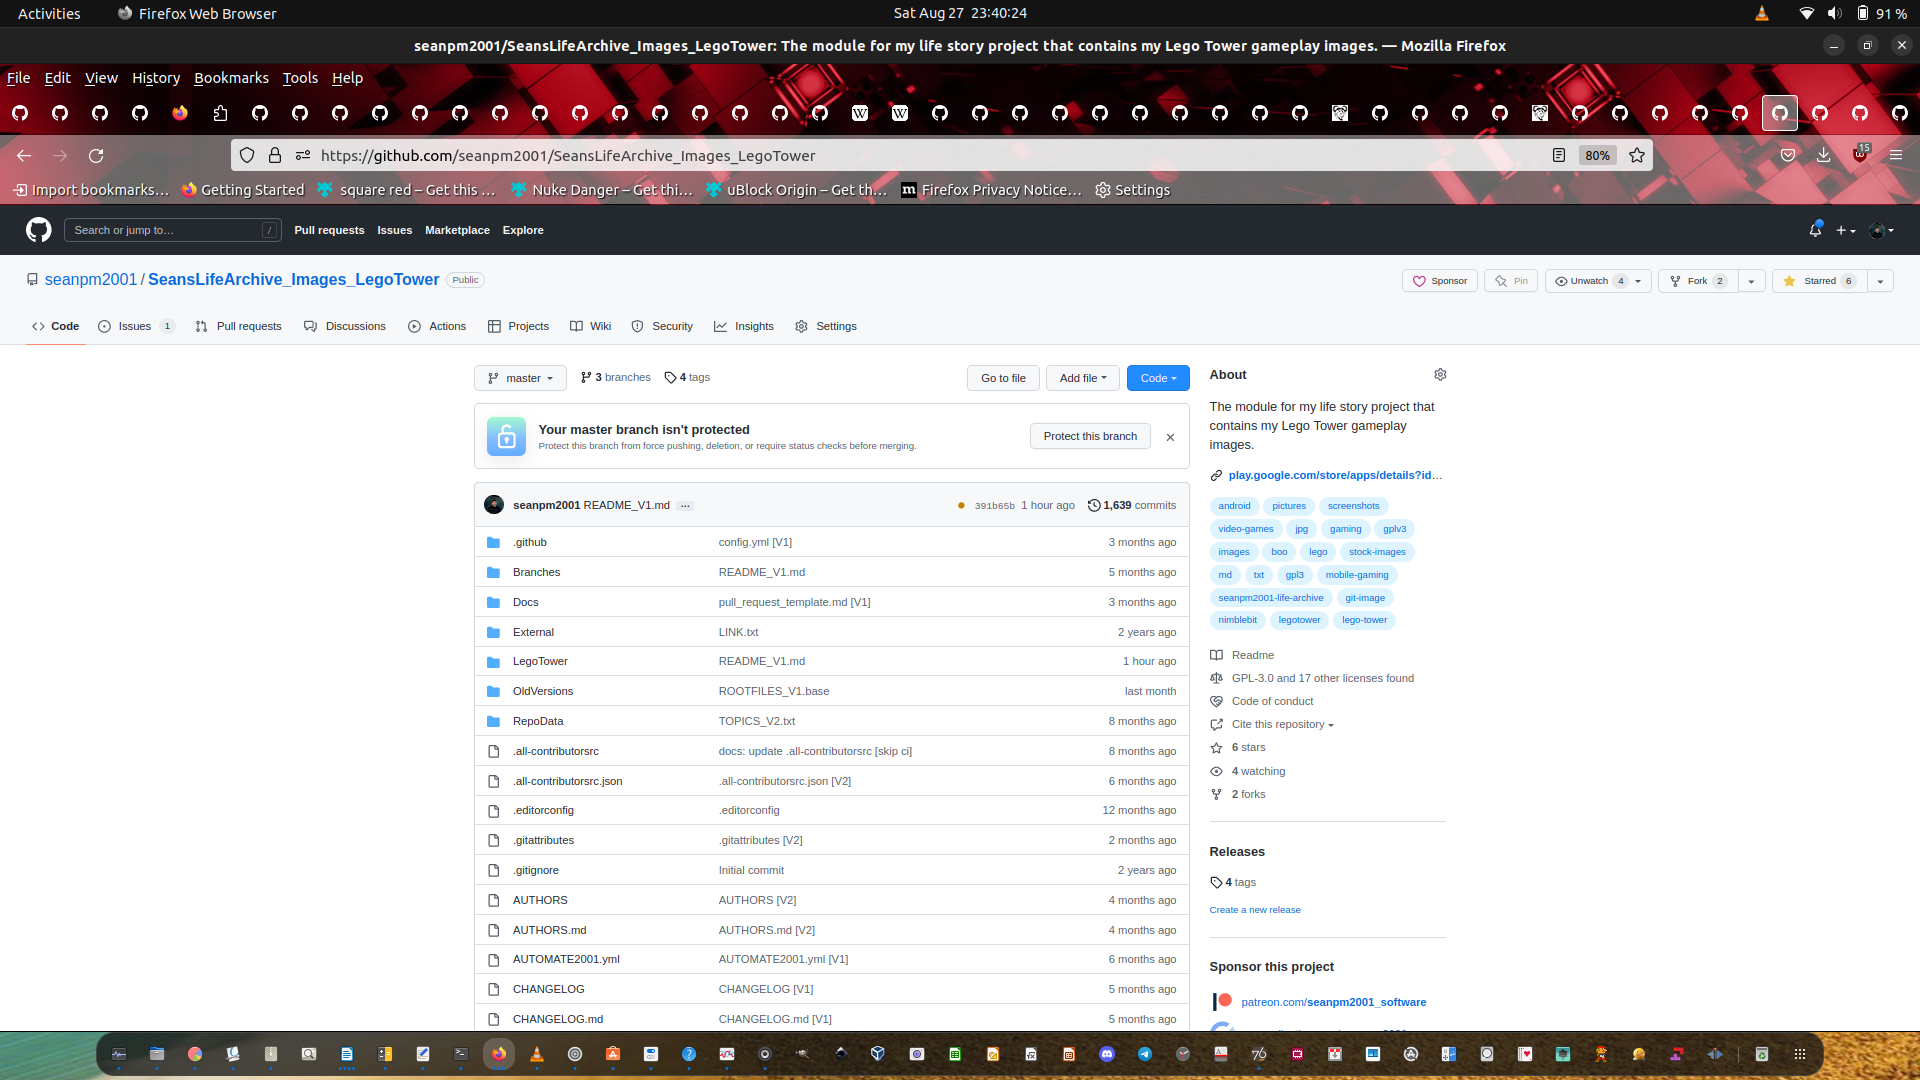 Activities
Firefox Web Browser
Sat Aug 27 23:40:24
91 %
seanpm2001/SeansLifeArchive_Images_LegoTower: The module for my life story project that contains my Lego Tower gameplay images. — Mozilla Firefox
File Edit View History Bookmarks Tools Help
https://github.com/seanpm2001/SeansLifeArchive_Images_LegoTower
80%
15
Import bookmarks…
Getting Started
square red – Get this …
Nuke Danger – Get thi…
uBlock Origin – Get th…
Firefox Privacy Notice…
Settings
Search or jump to…
/
Pull requests
Issues
Marketplace
Explore
seanpm2001 / SeansLifeArchive_Images_LegoTower
Public
Sponsor
Pin
Unwatch 4
Fork 2
Starred 6
Code
Issues 1
Pull requests
Discussions
Actions
Projects
Wiki
Security
Insights
Settings
master
3 branches
4 tags
Go to file
Add file
Code
Your master branch isn't protected
Protect this branch from force pushing, deletion, or require status checks before merging.
Protect this branch
seanpm2001 README_V1.md …
391b65b 1 hour ago
1,639 commits
.github config.yml [V1] 3 months ago
Branches README_V1.md 5 months ago
Docs pull_request_template.md [V1] 3 months ago
External LINK.txt 2 years ago
LegoTower README_V1.md 1 hour ago
OldVersions ROOTFILES_V1.base last month
RepoData TOPICS_V2.txt 8 months ago
.all-contributorsrc docs: update .all-contributorsrc [skip ci] 8 months ago
.all-contributorsrc.json .all-contributorsrc.json [V2] 6 months ago
.editorconfig .editorconfig 12 months ago
.gitattributes .gitattributes [V2] 2 months ago
.gitignore Initial commit 2 years ago
AUTHORS AUTHORS [V2] 4 months ago
AUTHORS.md AUTHORS.md [V2] 4 months ago
AUTOMATE2001.yml AUTOMATE2001.yml [V1] 6 months ago
CHANGELOG CHANGELOG [V1] 5 months ago
CHANGELOG.md CHANGELOG.md [V1] 5 months ago
About
The module for my life story project that
contains my Lego Tower gameplay
images.
play.google.com/store/apps/details?id…
android pictures screenshots
video-games jpg gaming gplv3
images boo lego stock-images
md txt gpl3 mobile-gaming
seanpm2001-life-archive git-image
nimblebit legotower lego-tower
Readme
GPL-3.0 and 17 other licenses found
Code of conduct
Cite this repository
6 stars
4 watching
2 forks
Releases
4 tags
Create a new release
Sponsor this project
patreon.com/seanpm2001_software